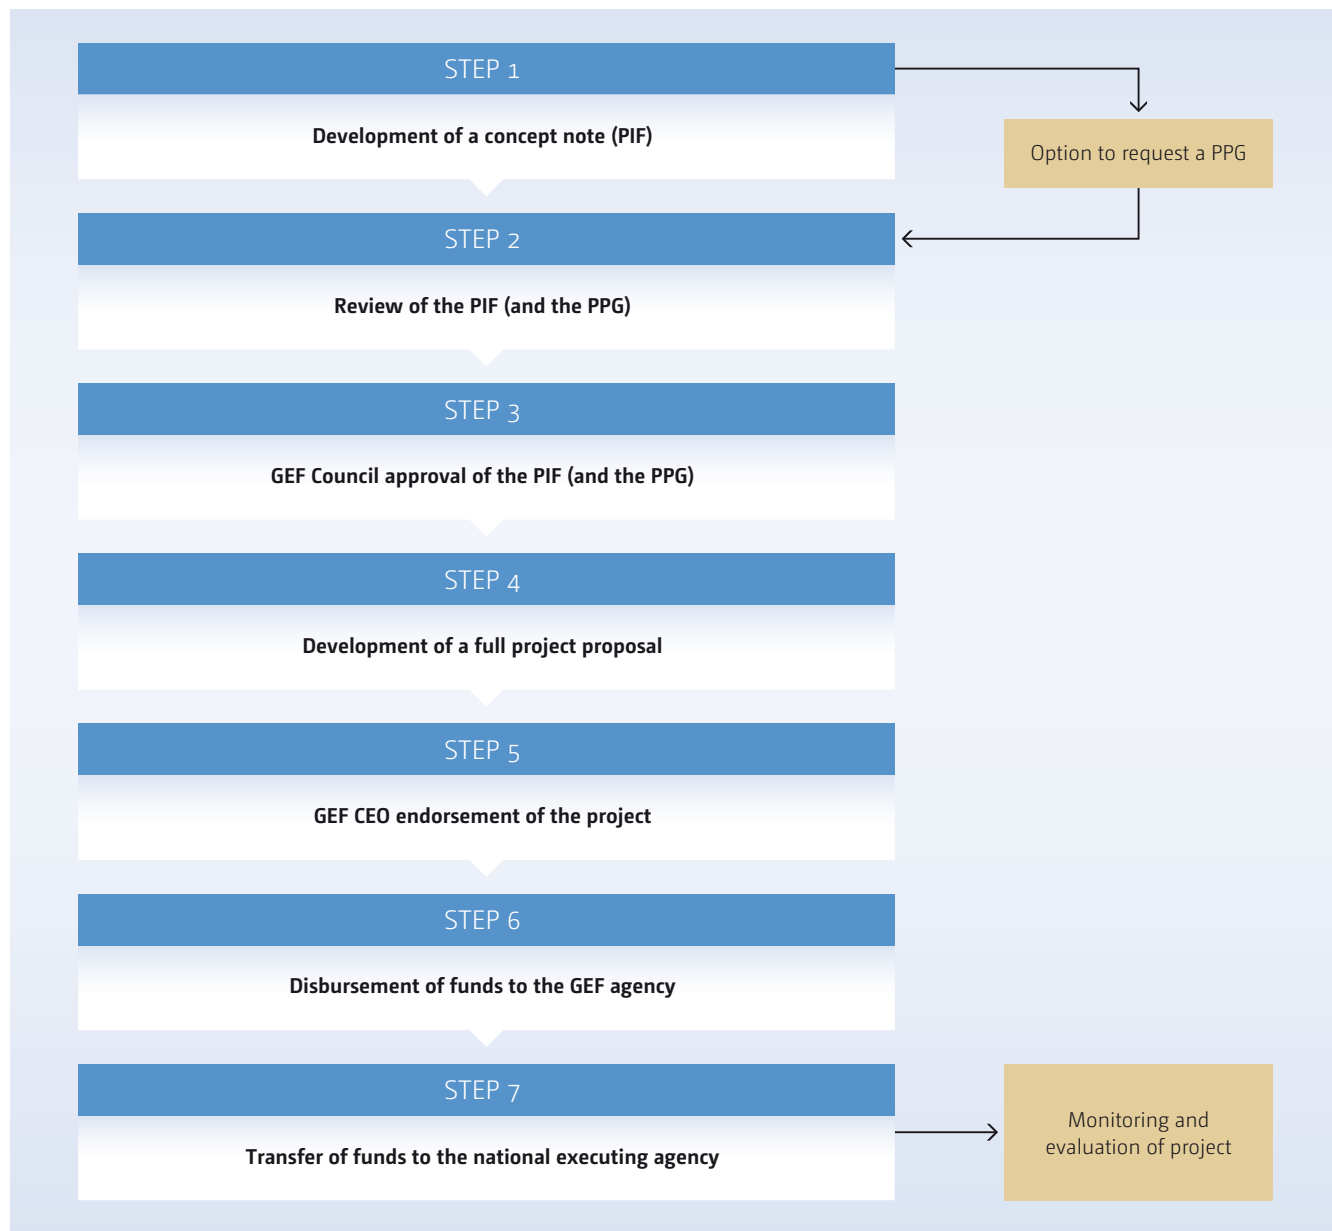 STEP 1
Development of a concept note (PIF)
Option to request a PPG
STEP 2
Review of the PIF (and the PPG)
STEP 3
GEF Council approval of the PIF (and the PPG)
STEP 4
Development of a full project proposal
STEP 5
GEF CEO endorsement of the project
STEP 6
Disbursement of funds to the GEF agency
STEP 7
Transfer of funds to the national executing agency
Monitoring and
evaluation of project